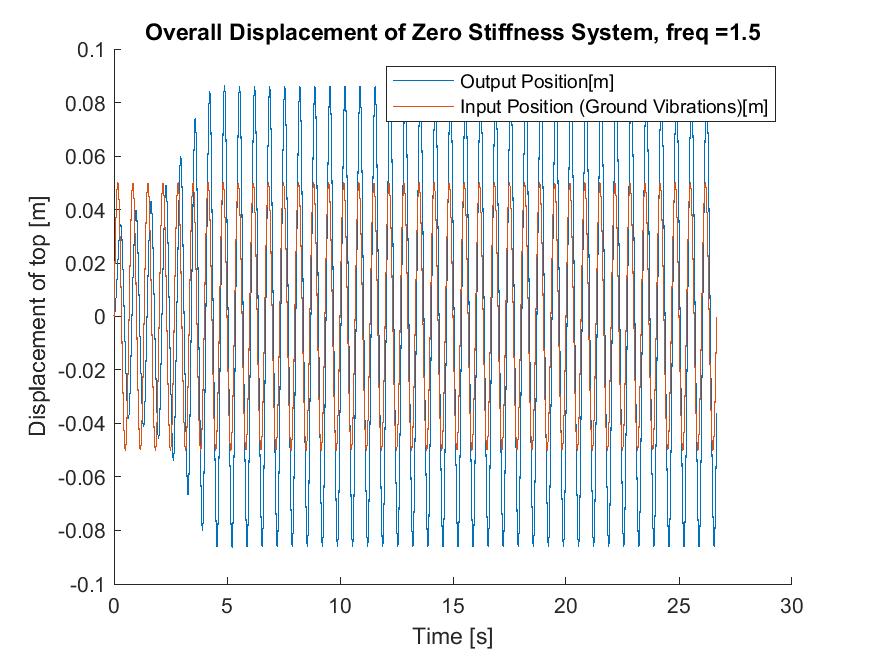 Overall Displacement of Zero Stiffness System, freq =1.5
Output Position[m]
Input Position (Ground Vibrations)[m]
Displacement of top [m]
0.1
0.08
0.06
0.04
0.02
0
-0.02
-0.04
-0.06
-0.08
-0.1
0 5 10 15 20 25 30
Time [s]